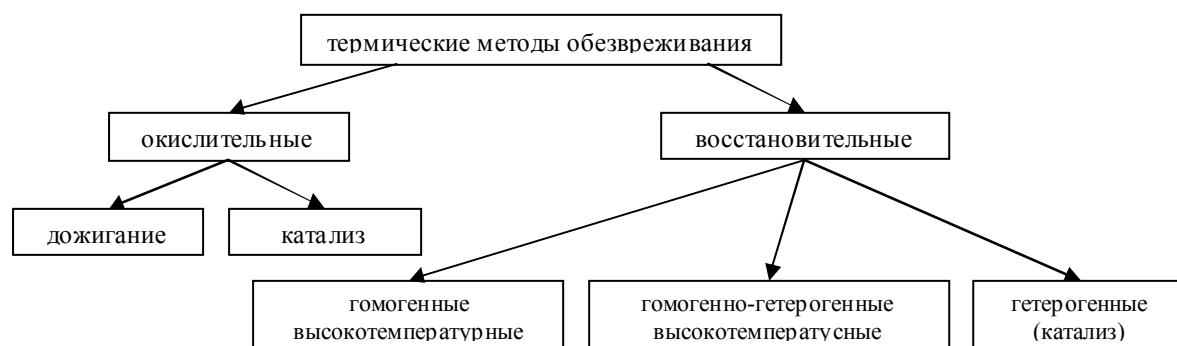 термические методы обезвреживания
окислительные
восстановительные
дожигание
катализ
гомогенные
высокотемпературные
гомогенно-гетерогенные
высокотемпературсные
гетерогенные
(катализ)